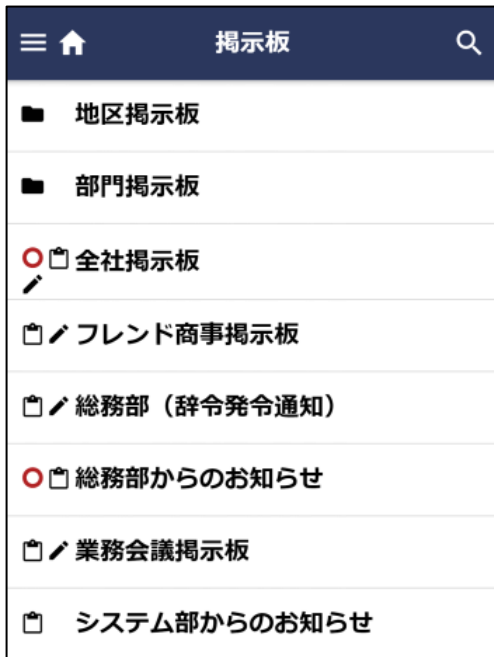 掲示板
地区掲示板
部門掲示板
全社掲示板
フレンド商事掲示板
総務部（辞令発令通知）
総務部からのお知らせ
業務会議掲示板
システム部からのお知らせ